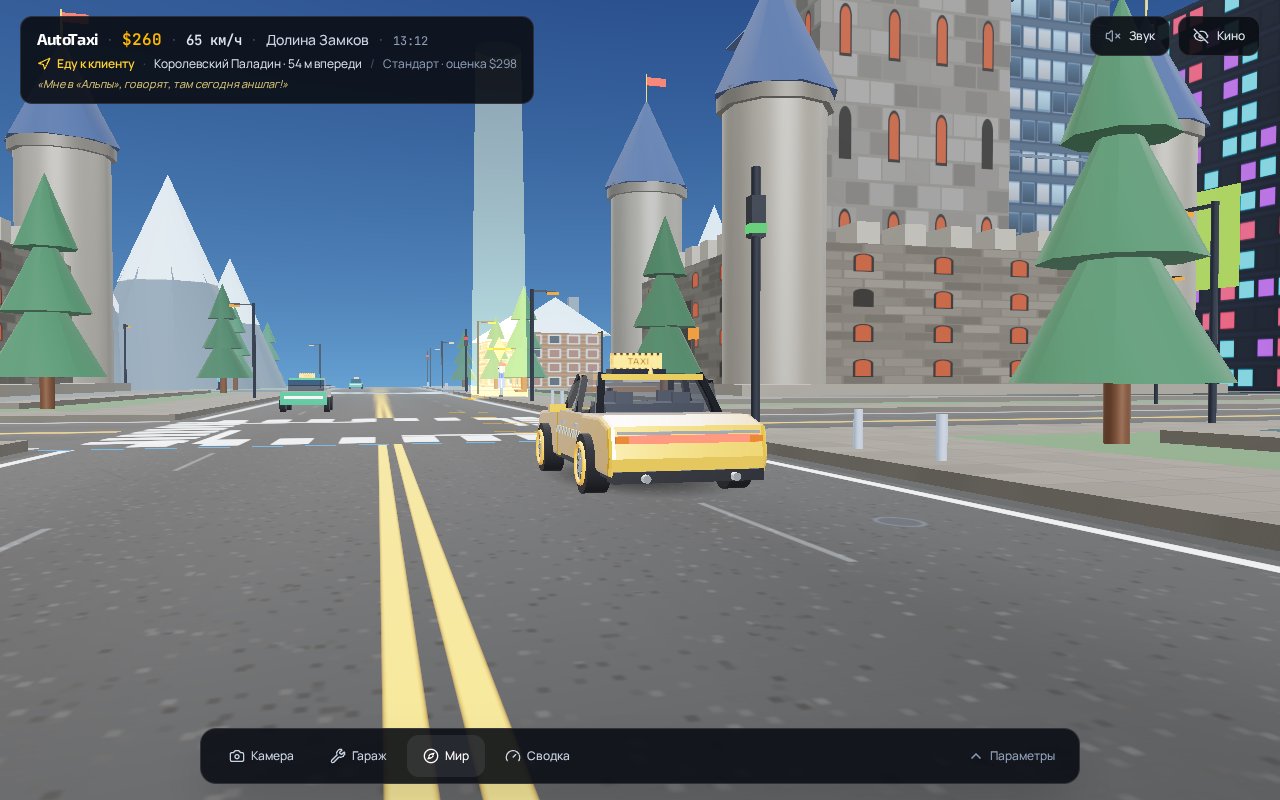 AutoTaxi · $260 · 65 км/ч · Долина Замков · 13:12
Еду к клиенту · Королевский Паладин · 54 м впереди / Стандарт · оценка $298
«Мне в «Альпы», говорят, там сегодня аншлаг!»
Звук
Кино
TAXI
Камера
Гараж
Мир
Сводка
Параметры